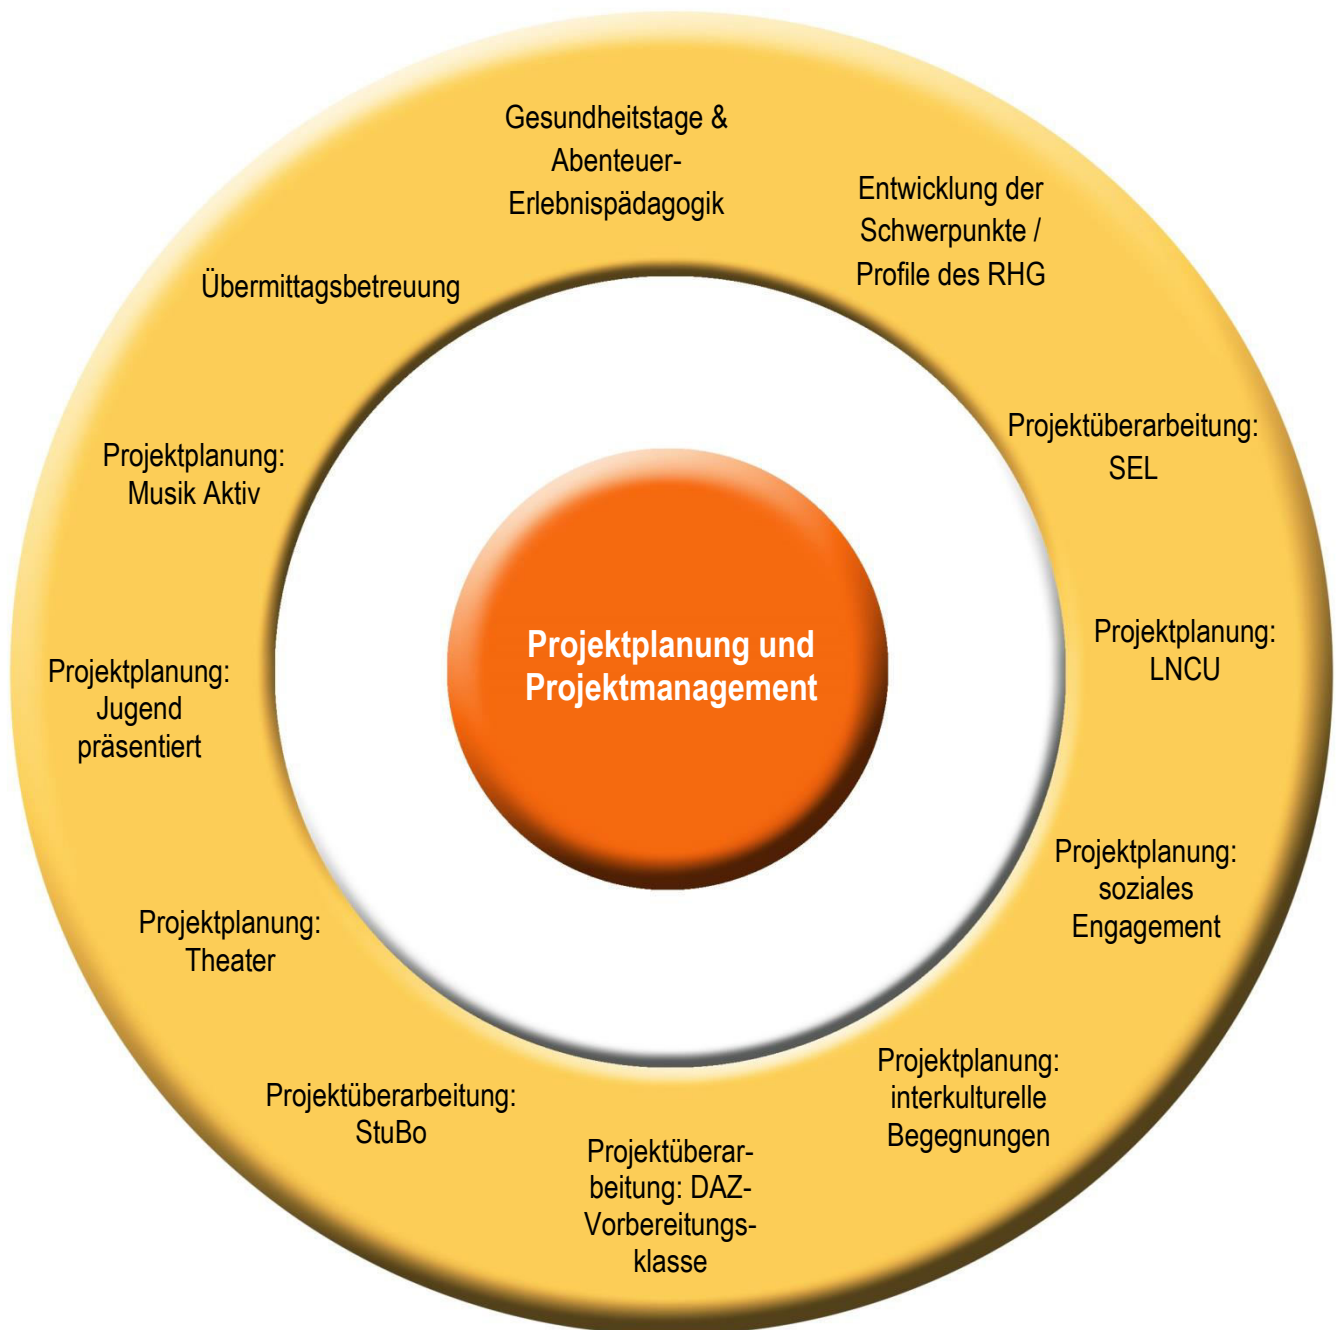 Gesundheitstage &
Abenteuer-
Erlebnispädagogik
Entwicklung der
Schwerpunkte /
Profile des RHG
Projektüberarbeitung:
SEL
Projektplanung:
LNCU
Projektplanung:
soziales
Engagement
Projektplanung:
interkulturelle
Begegnungen
Projektüberar-
beitung: DAZ-
Vorbereitungs-
klasse
Projektüberarbeitung:
StuBo
Projektplanung:
Theater
Projektplanung:
Jugend
präsentiert
Projektplanung:
Musik Aktiv
Übermittagsbetreuung
Projektplanung und
Projektmanagement